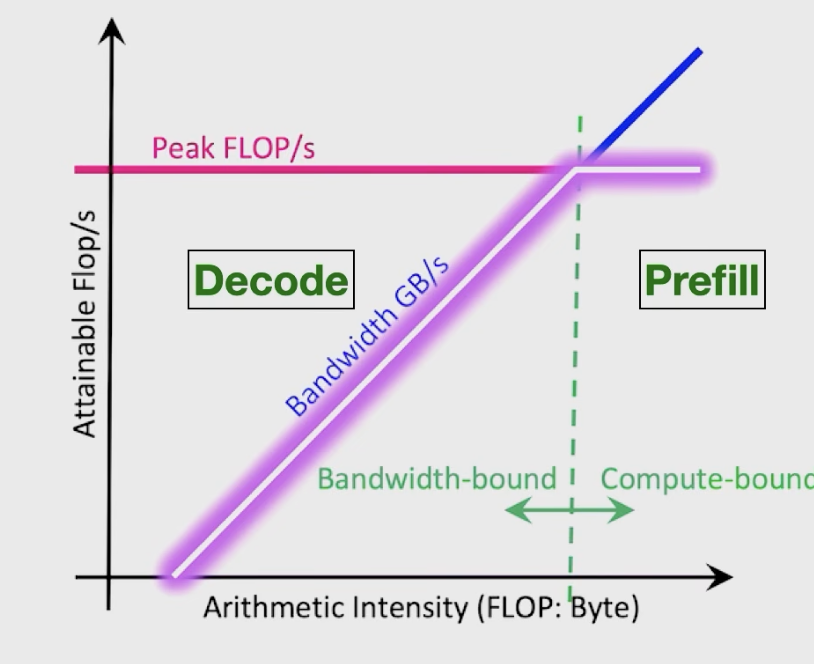 Peak FLOP/s
Attainable Flop/s
Decode
Bandwidth GB/s
Prefill
Bandwidth-bound
Compute-bound
Arithmetic Intensity (FLOP: Byte)